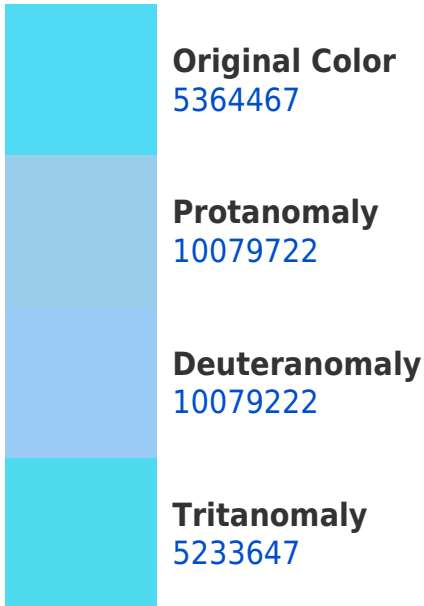 Original Color
5364467
Protanomaly
10079722
Deuteranomaly
10079222
Tritanomaly
5233647